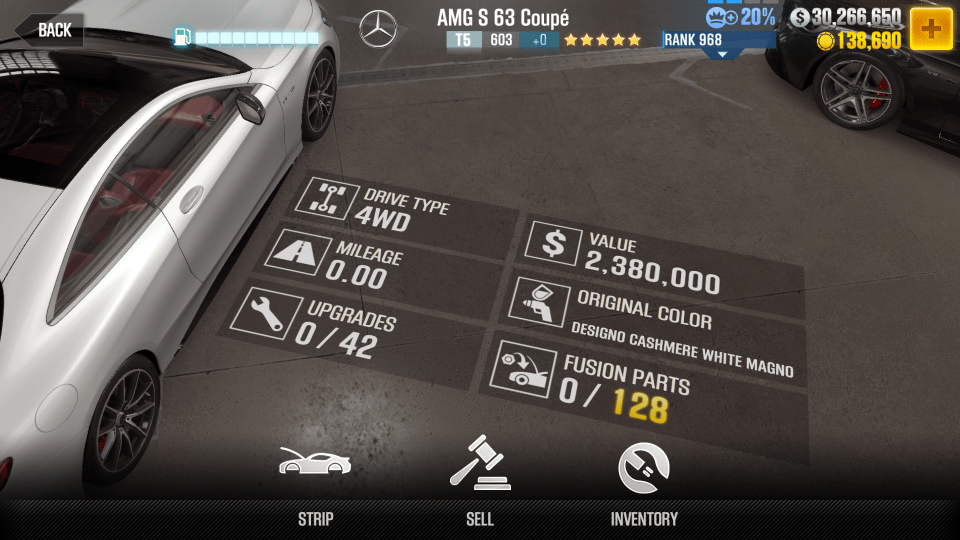 BACK
AMG S 63 Coupé
T5 603 +0
20%
RANK 968
30,266,650
138,690
DRIVE TYPE
4WD
MILEAGE
0.00
UPGRADES
0 / 42
VALUE
2,380,000
ORIGINAL COLOR
DESIGNO CASHMERE WHITE MAGNO
FUSION PARTS
0 / 128
STRIP
SELL
INVENTORY